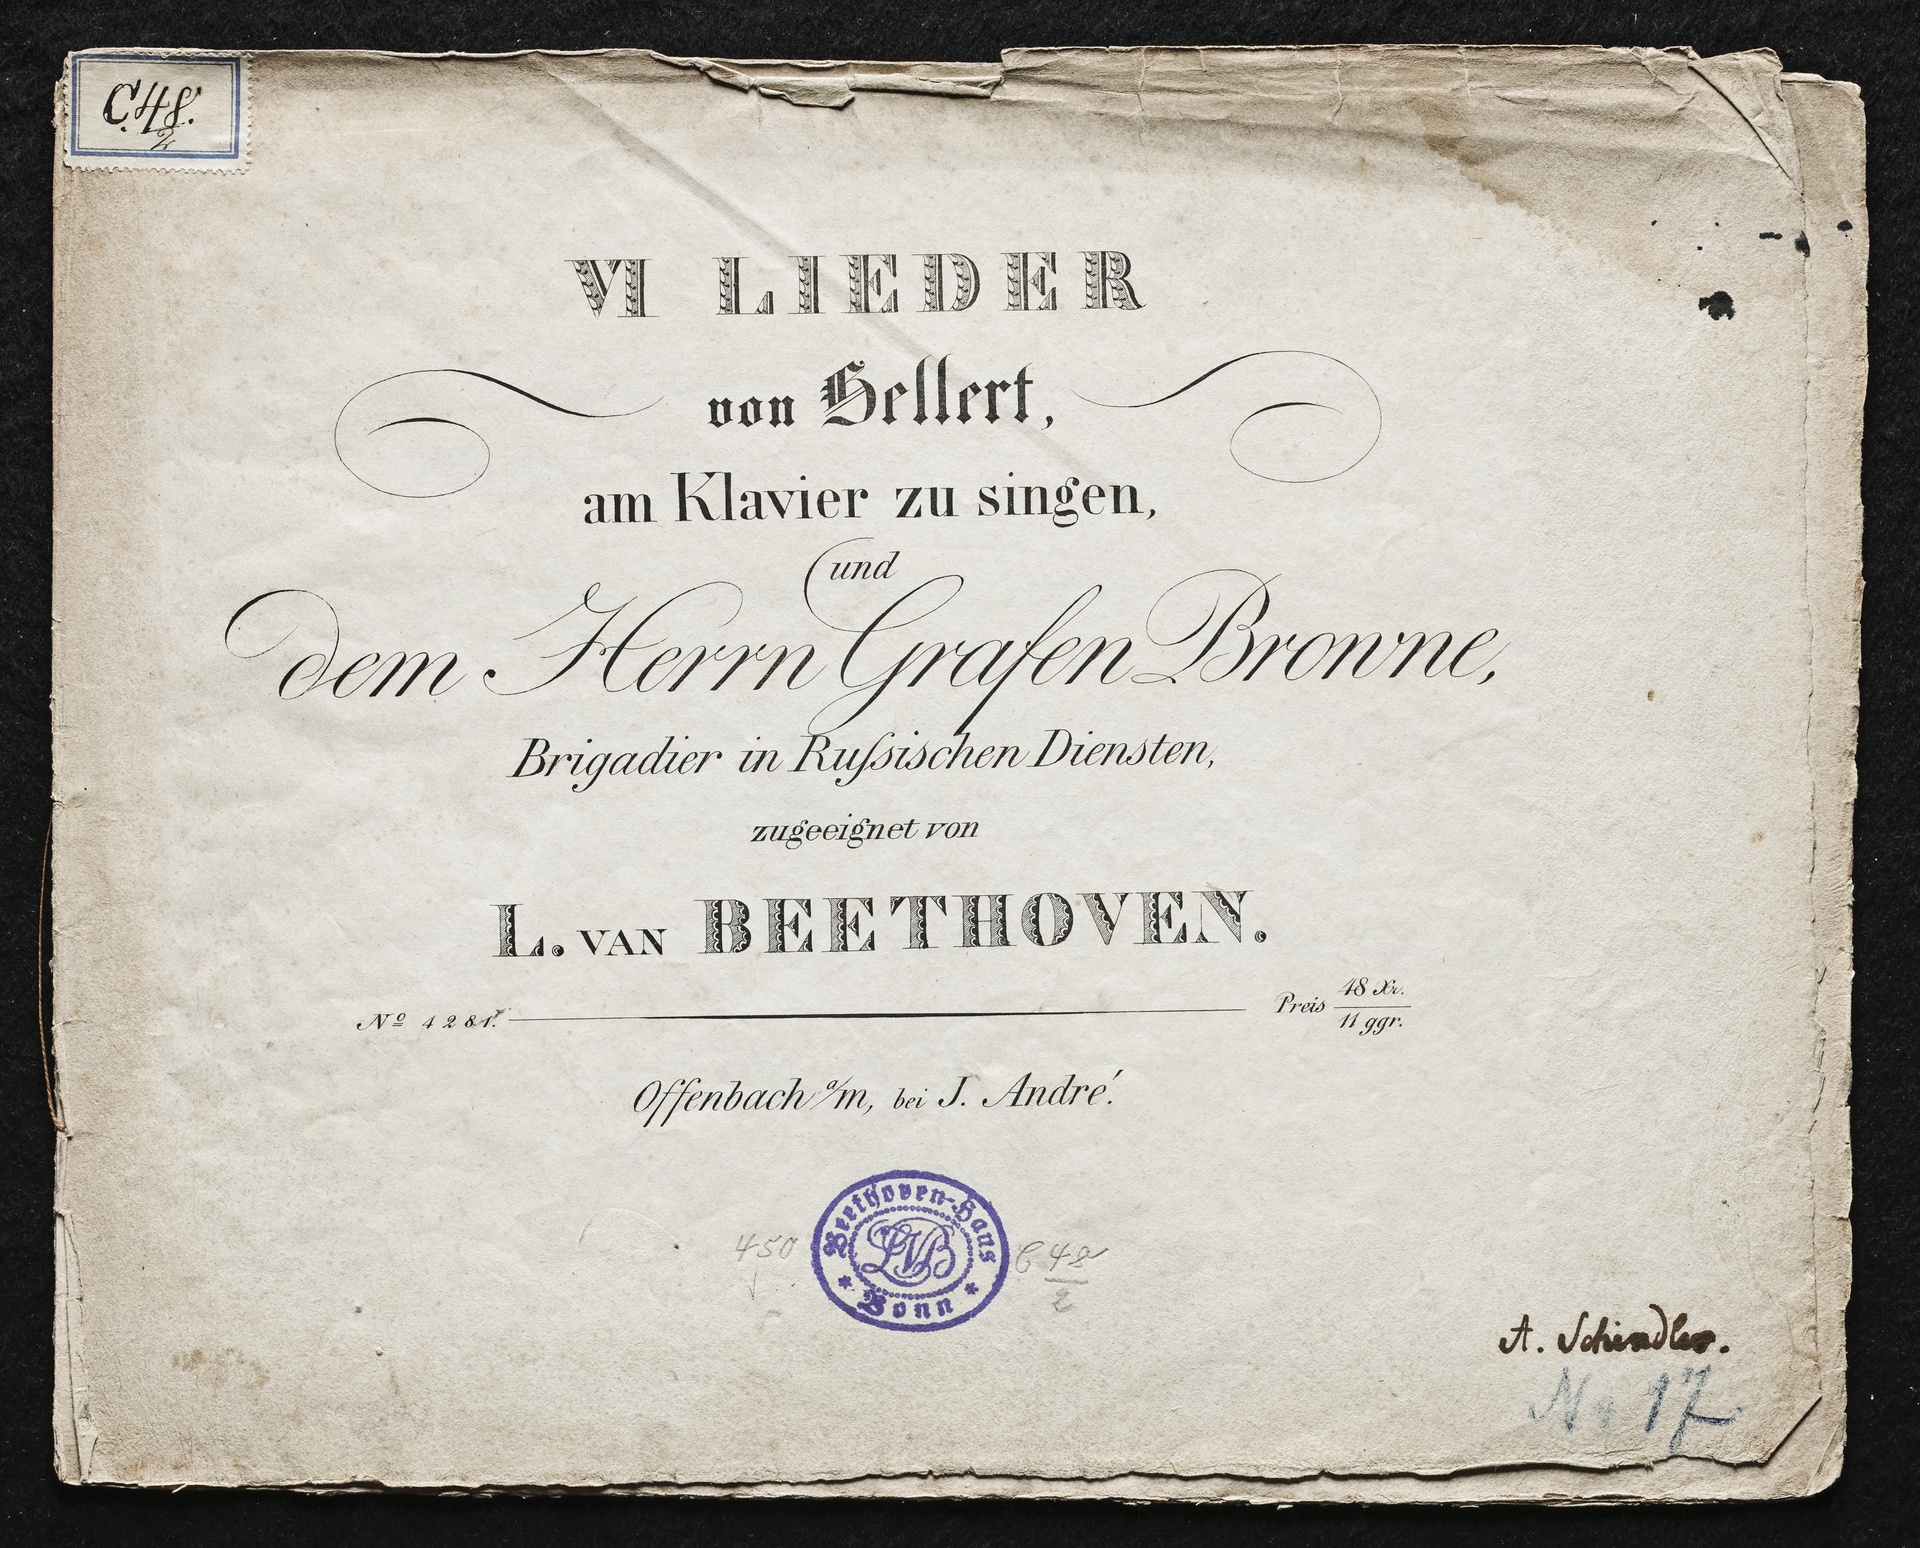 C.48.
2
VI LIEDER
von Gellert,
am Klavier zu singen,
und
dem Herrn Grafen Browne,
Brigadier in Ruſsischen Diensten,
zugeeignet von
L. VAN BEETHOVEN.
Nº 4281.
Preis 48 Xr.
11 ggr.
Offenbach a/m, bei J. André.
Beethoven-Haus
LVB
* Bonn *
450
C 48
2
A. Schindler.
No 17